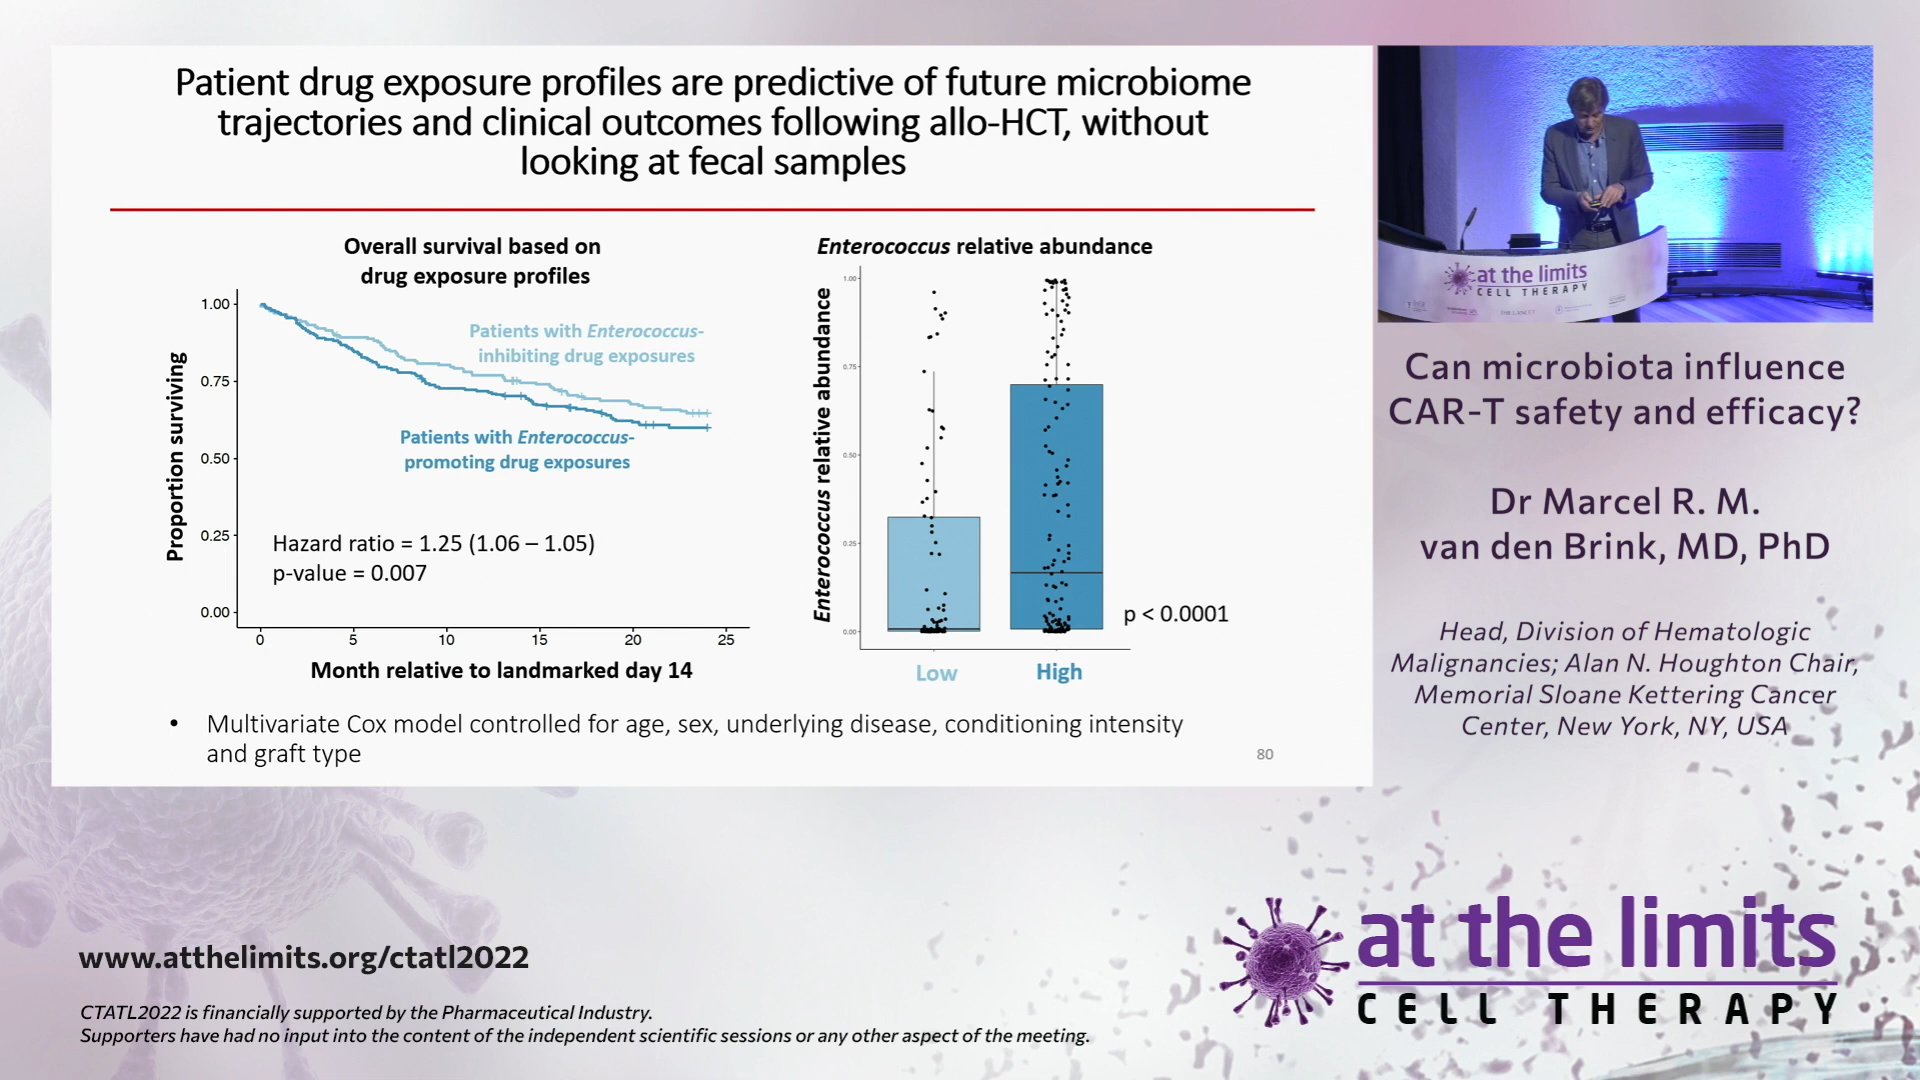 Patient drug exposure profiles are predictive of future microbiome
trajectories and clinical outcomes following allo-HCT, without
looking at fecal samples
Overall survival based on
drug exposure profiles
Proportion surviving
1.00
0.75
0.50
0.25
0.00
Patients with Enterococcus-
inhibiting drug exposures
Patients with Enterococcus-
promoting drug exposures
Hazard ratio = 1.25 (1.06 – 1.05)
p-value = 0.007
0 5 10 15 20 25
Month relative to landmarked day 14
Enterococcus relative abundance
Enterococcus relative abundance
1.00
0.75
0.50
0.25
0.00
p < 0.0001
Low High
• Multivariate Cox model controlled for age, sex, underlying disease, conditioning intensity
and graft type
80
at the limits
CELL THERAPY
Can microbiota influence
CAR-T safety and efficacy?
Dr Marcel R. M.
van den Brink, MD, PhD
Head, Division of Hematologic
Malignancies; Alan N. Houghton Chair,
Memorial Sloane Kettering Cancer
Center, New York, NY, USA
www.atthelimits.org/ctatl2022
CTATL2022 is financially supported by the Pharmaceutical Industry.
Supporters have had no input into the content of the independent scientific sessions or any other aspect of the meeting.
at the limits
CELL THERAPY